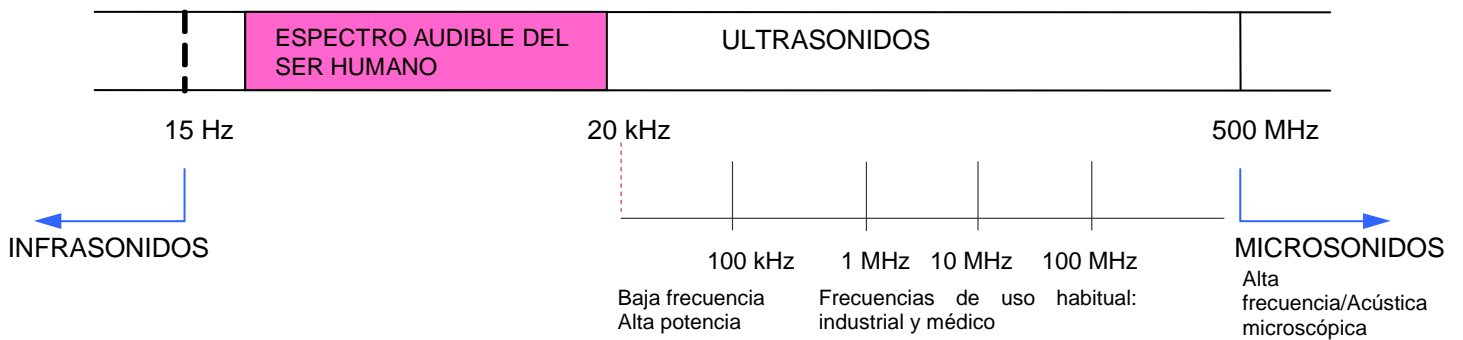 ESPECTRO AUDIBLE DEL
SER HUMANO
ULTRASONIDOS
15 Hz
20 kHz
500 MHz
INFRASONIDOS
MICROSONIDOS
100 kHz
1 MHz
10 MHz
100 MHz
Baja frecuencia
Alta potencia
Frecuencias de uso habitual:
industrial y médico
Alta
frecuencia/Acústica
microscópica